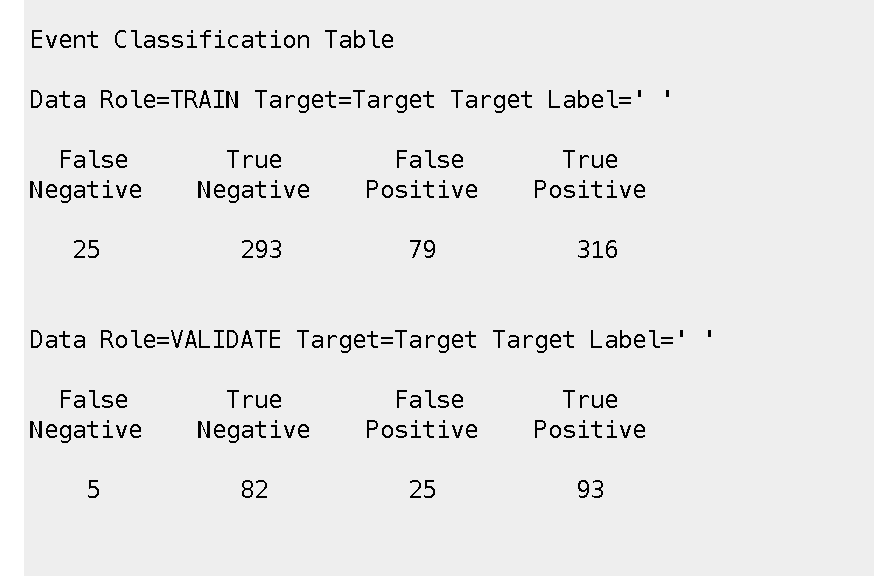 Event Classification Table
Data Role=TRAIN Target=Target Target Label=' '
False True False True
Negative Negative Positive Positive
25 293 79 316
Data Role=VALIDATE Target=Target Target Label=' '
False True False True
Negative Negative Positive Positive
5 82 25 93